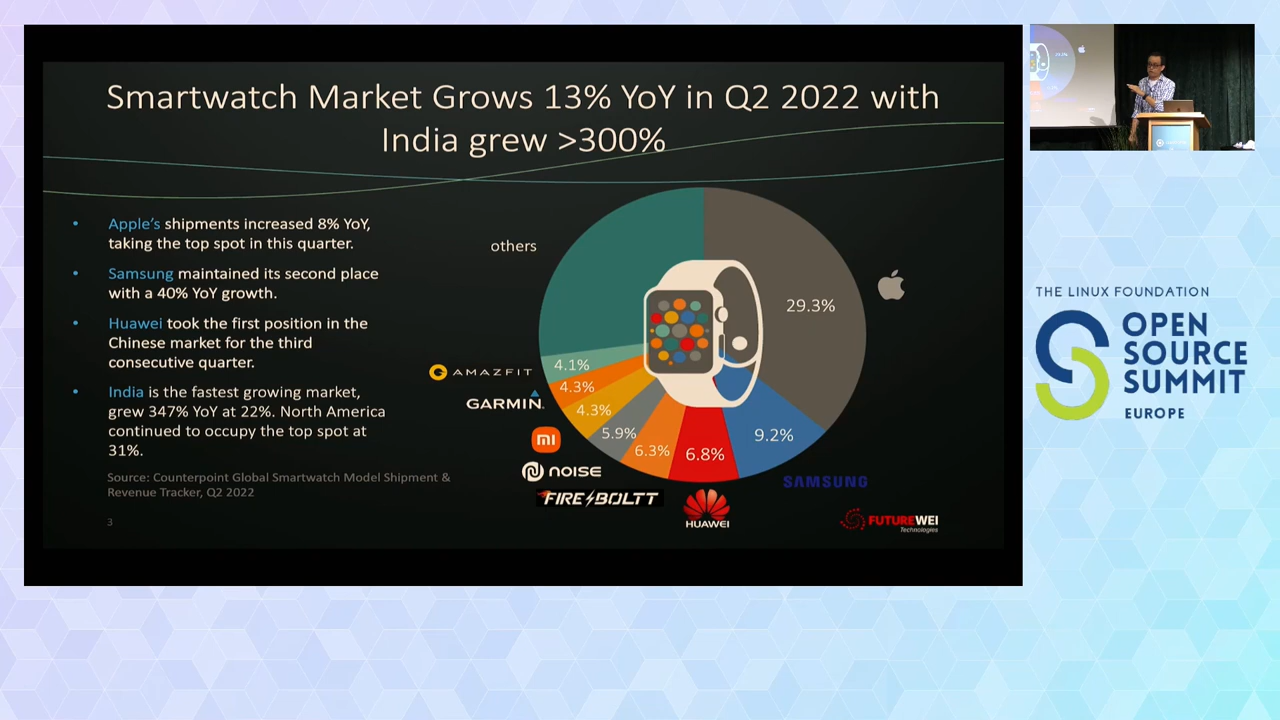 Smartwatch Market Grows 13% YoY in Q2 2022 with
India grew >300%
• Apple's shipments increased 8% YoY,
taking the top spot in this quarter.
• Samsung maintained its second place
with a 40% YoY growth.
• Huawei took the first position in the
Chinese market for the third
consecutive quarter.
• India is the fastest growing market,
grew 347% YoY at 22%. North America
continued to occupy the top spot at
31%.
Source: Counterpoint Global Smartwatch Model Shipment &
Revenue Tracker, Q2 2022
3
others
29.3%
9.2%
6.8%
6.3%
5.9%
4.3%
4.3%
4.1%
AMAZFIT
GARMIN
mi
noise
FIRE BOLTT
HUAWEI
SAMSUNG
FUTUREWEI
Technologies
THE LINUX FOUNDATION
OPEN
SOURCE
SUMMIT
EUROPE